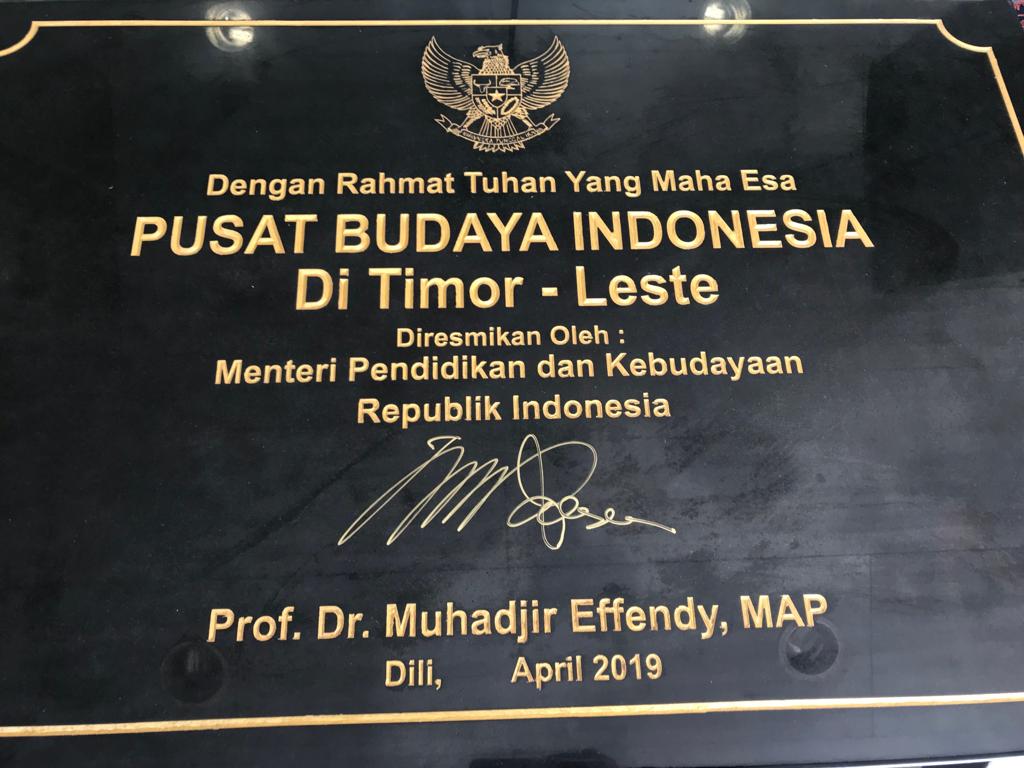 Dengan Rahmat Tuhan Yang Maha Esa
PUSAT BUDAYA INDONESIA
Di Timor - Leste
Diresmikan Oleh :
Menteri Pendidikan dan Kebudayaan
Republik Indonesia
Prof. Dr. Muhadjir Effendy, MAP
Dili, April 2019